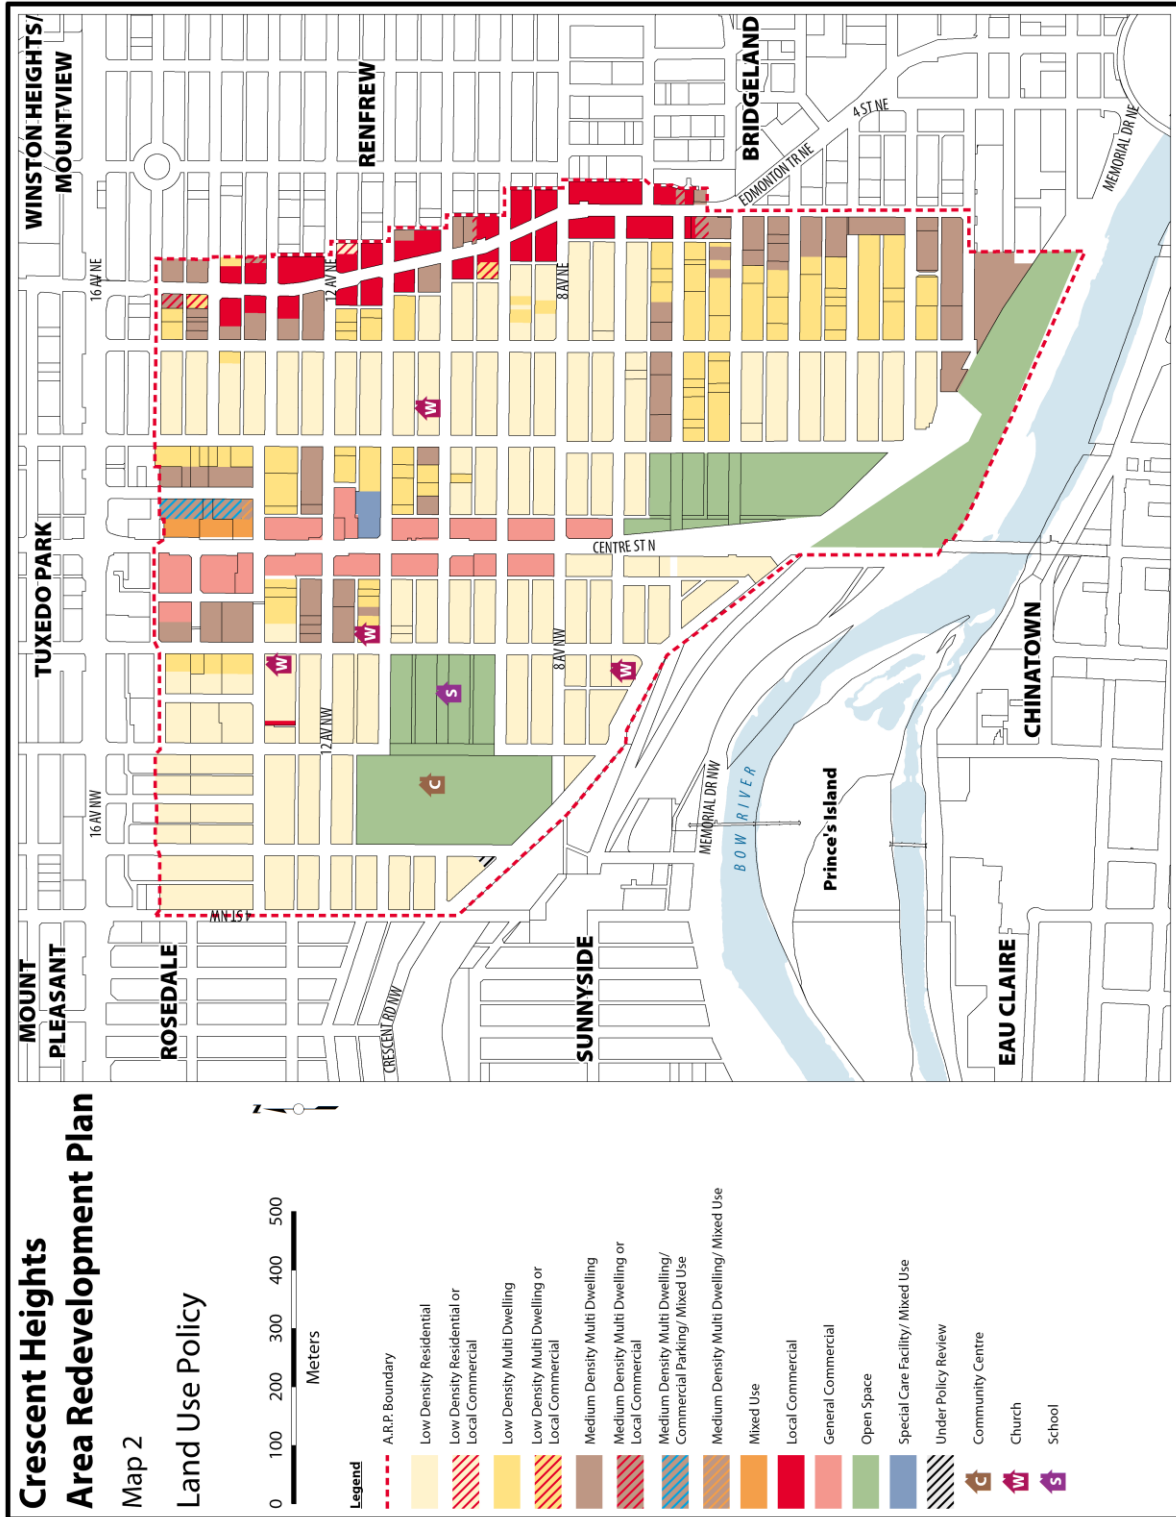 Crescent Heights
Area Redevelopment Plan
Map 2
Land Use Policy
N
0 100 200 300 400 500
Meters
Legend
A.R.P. Boundary
Low Density Residential
Low Density Residential or
Local Commercial
Low Density Multi Dwelling
Low Density Multi Dwelling or
Local Commercial
Medium Density Multi Dwelling
Medium Density Multi Dwelling or
Local Commercial
Medium Density Multi Dwelling/
Commercial Parking/ Mixed Use
Medium Density Multi Dwelling/ Mixed Use
Mixed Use
Local Commercial
General Commercial
Open Space
Special Care Facility/ Mixed Use
Under Policy Review
C Community Centre
W Church
S School
MOUNT
PLEASANT
TUXEDO PARK
WINSTON HEIGHTS/
MOUNTVIEW
16 AV NW
16 AV NE
ROSEDALE
4 ST NW
RENFREW
12 AV NW
12 AV NE
W
W
W
C
S
W
CRESCENT RD NW
8 AV NW
8 AV NE
CENTRE ST N
SUNNYSIDE
BRIDGELAND
EDMONTON TR NE
4 ST NE
MEMORIAL DR NW
MEMORIAL DR NE
BOW RIVER
Prince's Island
EAU CLAIRE
CHINATOWN